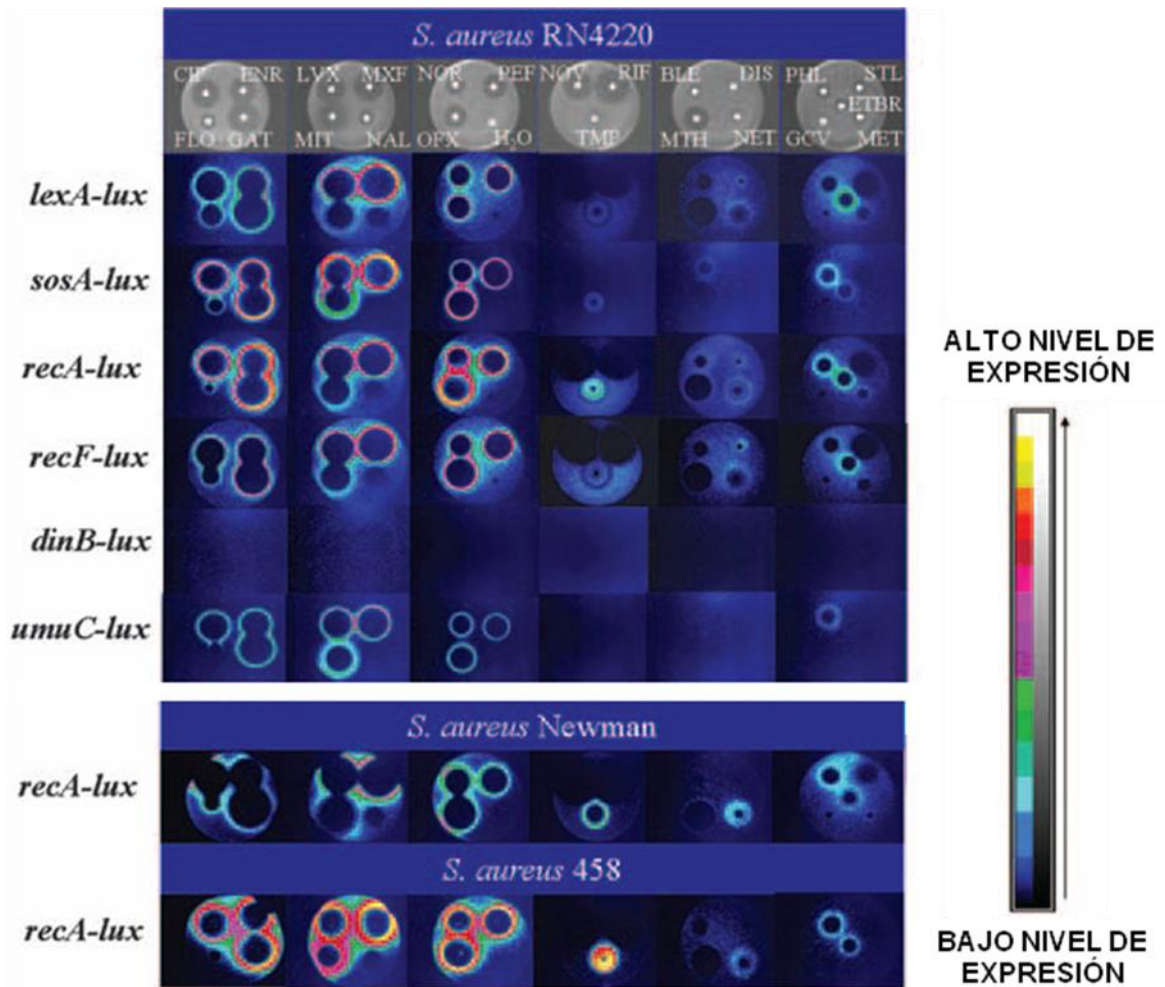 S. aureus RN4220
CIP ENR LVX MXF NOR PEF NOV RIF BLE DIS PHL STL
ETBR
FLO GAT MIT NAL OFX H₂O TMP MTH NET GCV MET
lexA-lux
sosA-lux
recA-lux
recF-lux
dinB-lux
umuC-lux
S. aureus Newman
recA-lux
S. aureus 458
recA-lux
ALTO NIVEL DE
EXPRESIÓN
BAJO NIVEL DE
EXPRESIÓN